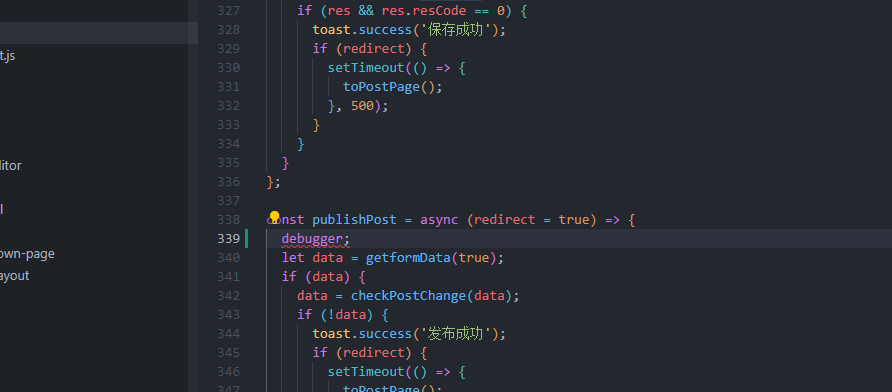 327 if (res && res.resCode == 0) {
t.js
328 toast.success('保存成功');
329 if (redirect) {
330 setTimeout(() => {
331 toPostPage();
332 }, 500);
333 }
334 }
335 }
itor
336 };
337
338 const publishPost = async (redirect = true) => {
339 debugger;
own-page
340 let data = getformData(true);
ayout
341 if (data) {
342 data = checkPostChange(data);
343 if (!data) {
344 toast.success('发布成功');
345 if (redirect) {
346 setTimeout(() => {
347 toPostPage();